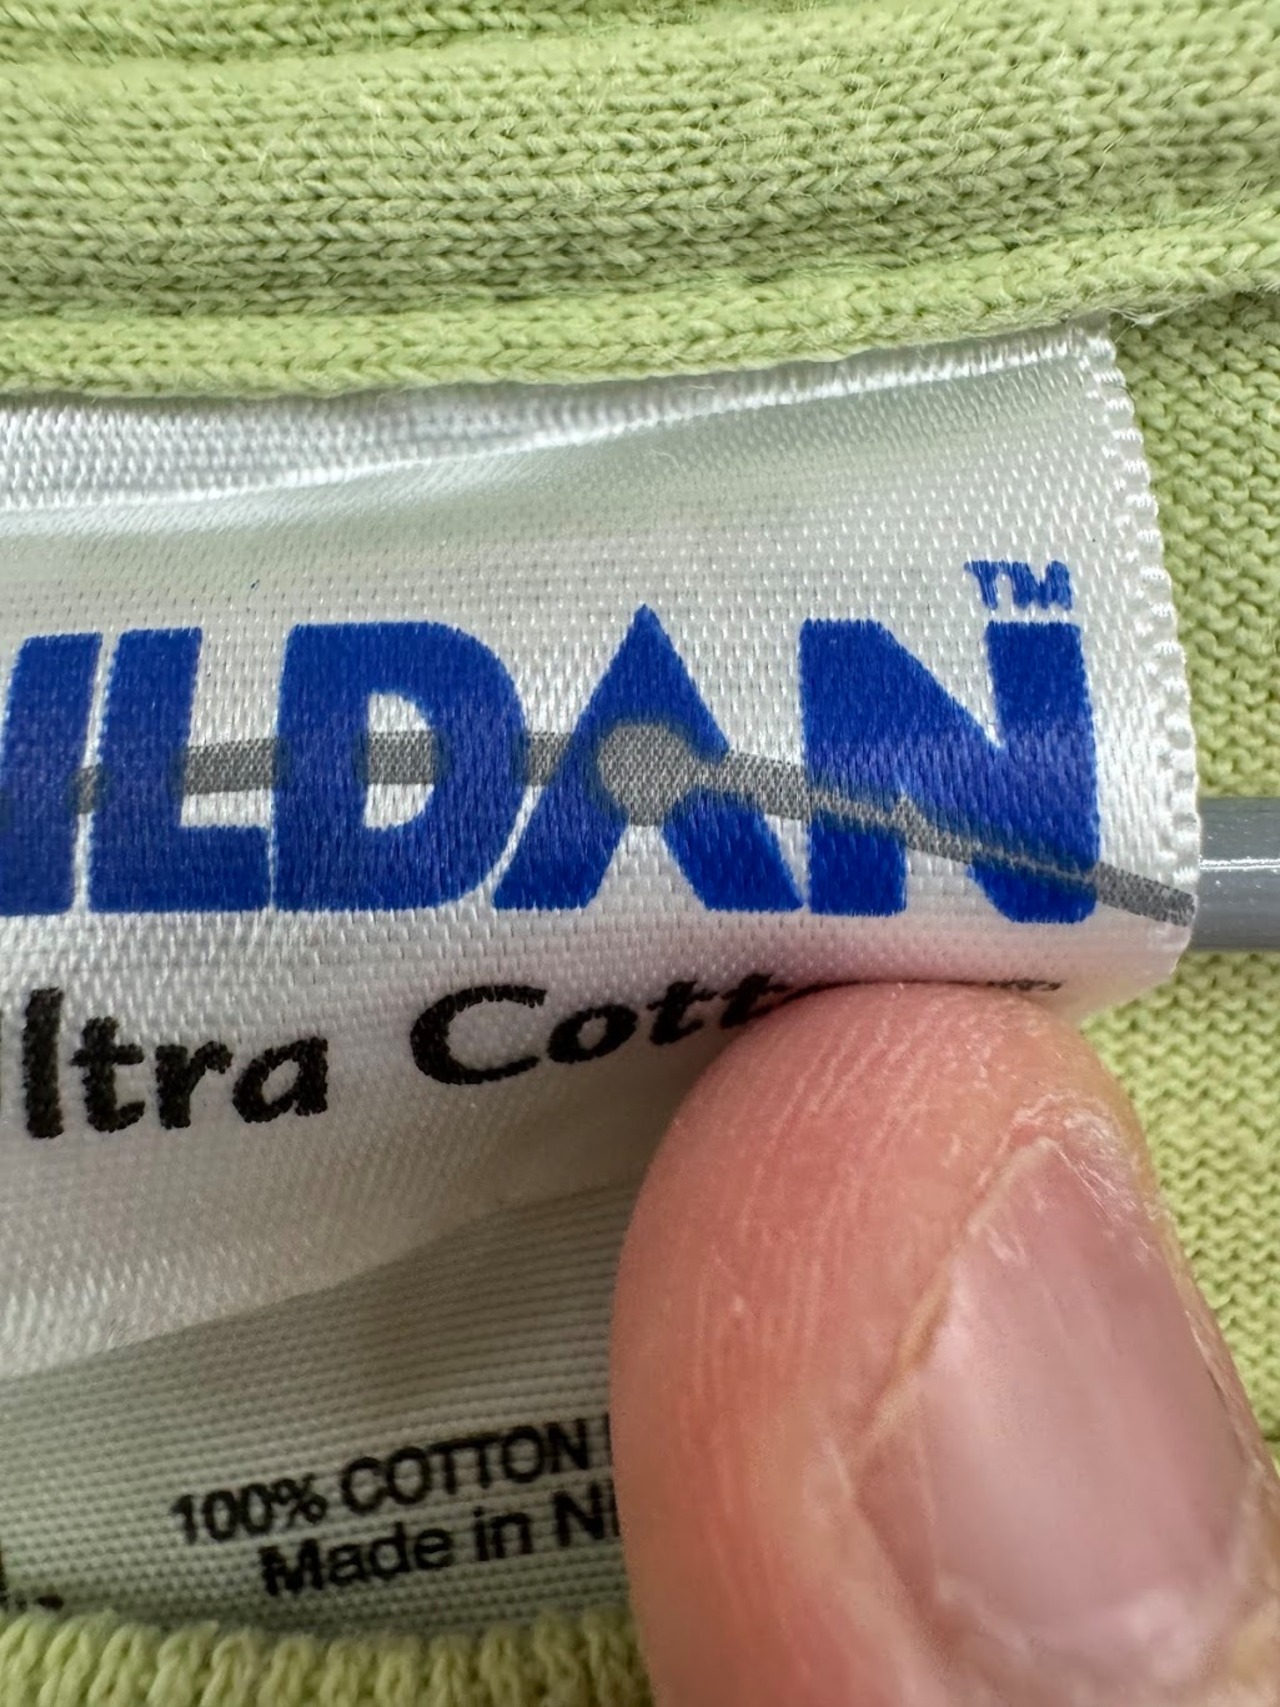 ILDAN™
ltra Cott
100% COTTON
Made in NI